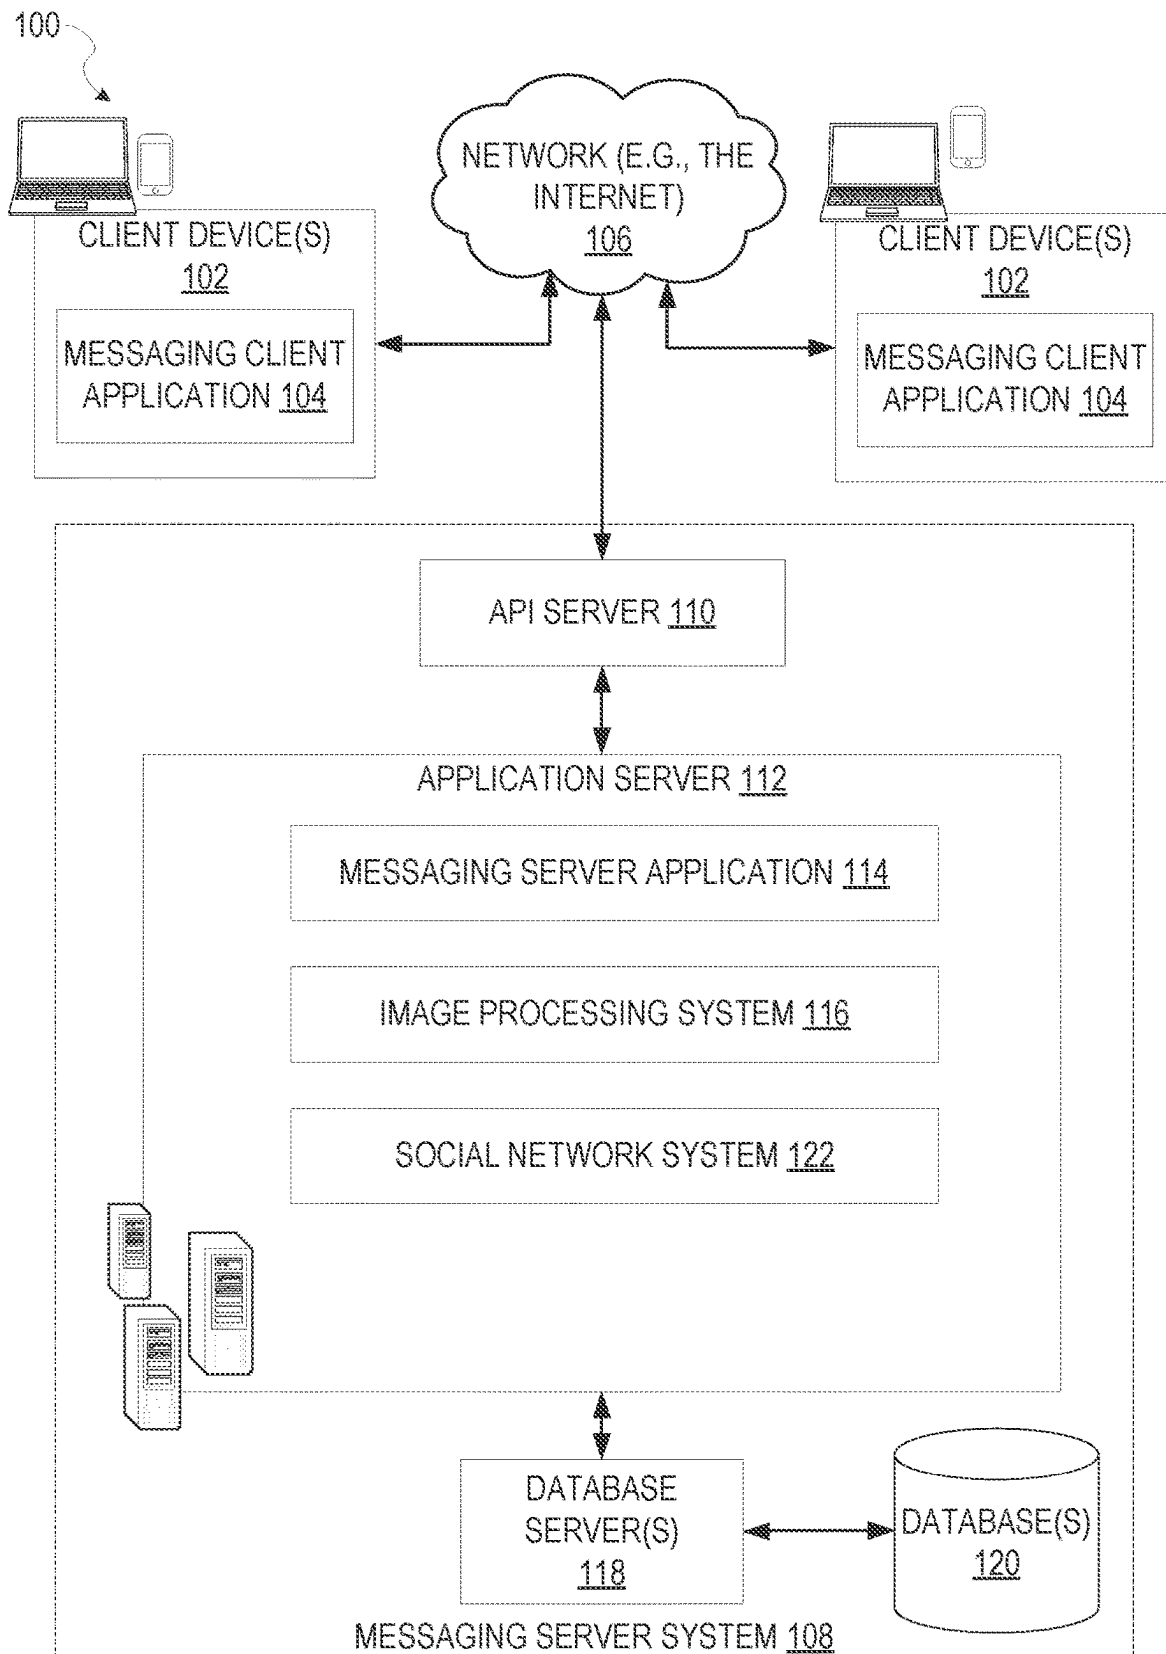 100
NETWORK (E.G., THE
INTERNET)
106
CLIENT DEVICE(S)
102
MESSAGING CLIENT
APPLICATION 104
CLIENT DEVICE(S)
102
MESSAGING CLIENT
APPLICATION 104
API SERVER 110
APPLICATION SERVER 112
MESSAGING SERVER APPLICATION 114
IMAGE PROCESSING SYSTEM 116
SOCIAL NETWORK SYSTEM 122
DATABASE
SERVER(S)
118
DATABASE(S)
120
MESSAGING SERVER SYSTEM 108